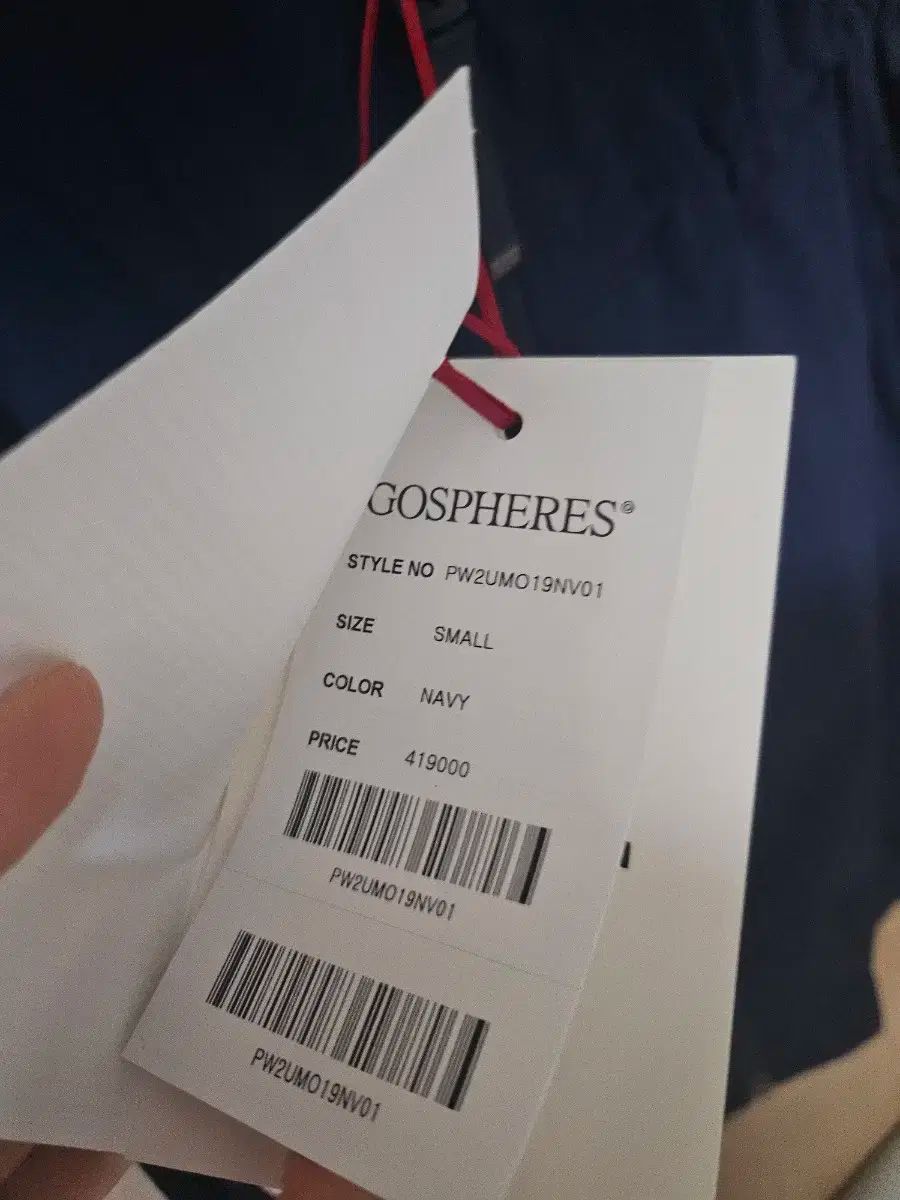 GOSPHERES®
STYLE NO PW2UMO19NV01
SIZE SMALL
COLOR NAVY
PRICE 419000
PW2UMO19NV01
PW2UMO19NV01